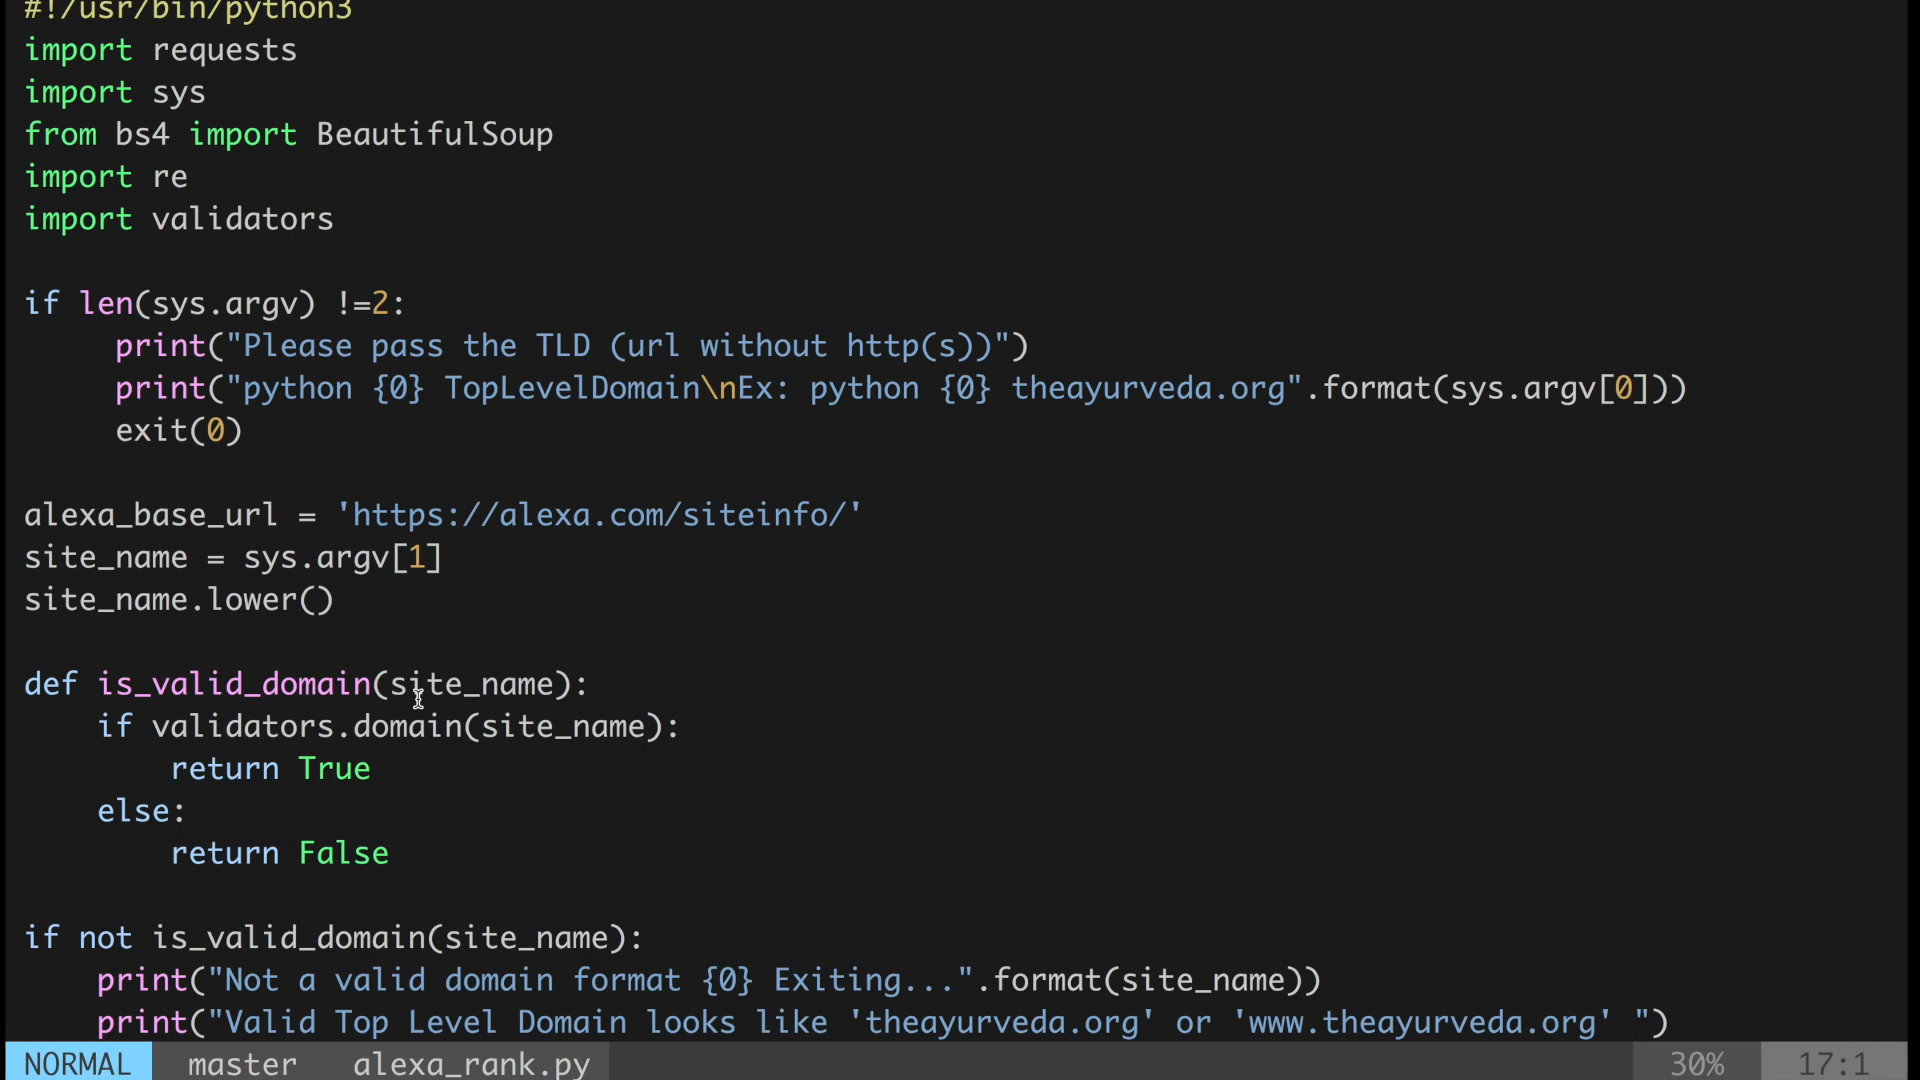 #!/usr/bin/python3
import requests
import sys
from bs4 import BeautifulSoup
import re
import validators
if len(sys.argv) !=2:
print("Please pass the TLD (url without http(s))")
print("python {0} TopLevelDomain\nEx: python {0} theayurveda.org".format(sys.argv[0]))
exit(0)
alexa_base_url = 'https://alexa.com/siteinfo/'
site_name = sys.argv[1]
site_name.lower()
def is_valid_domain(site_name):
if validators.domain(site_name):
return True
else:
return False
if not is_valid_domain(site_name):
print("Not a valid domain format {0} Exiting...".format(site_name))
print("Valid Top Level Domain looks like 'theayurveda.org' or 'www.theayurveda.org' ")
NORMAL master alexa_rank.py 30% 17:1